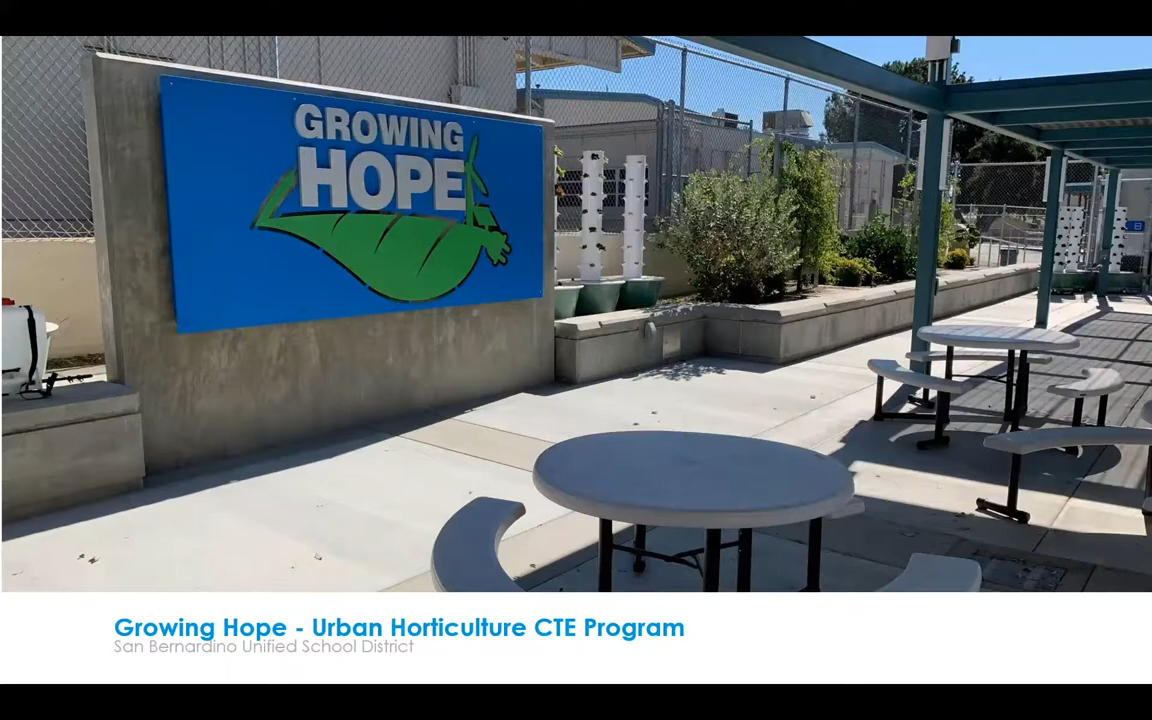 GROWING
HOPE
Growing Hope - Urban Horticulture CTE Program
San Bernardino Unified School District